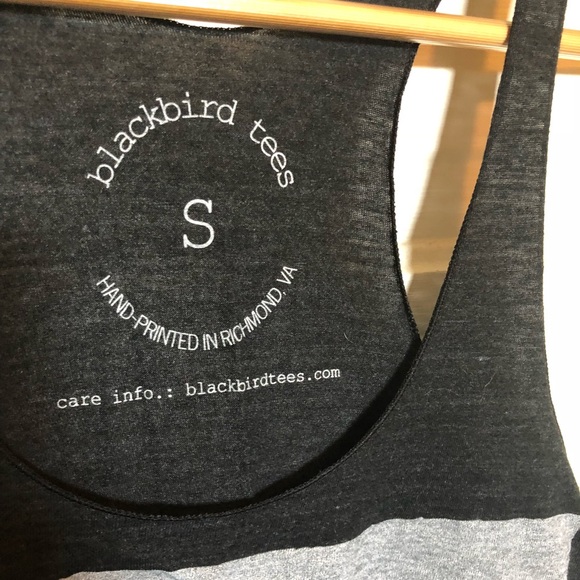 blackbird tees
S
HAND-PRINTED IN RICHMOND, VA
care info.: blackbirdtees.com